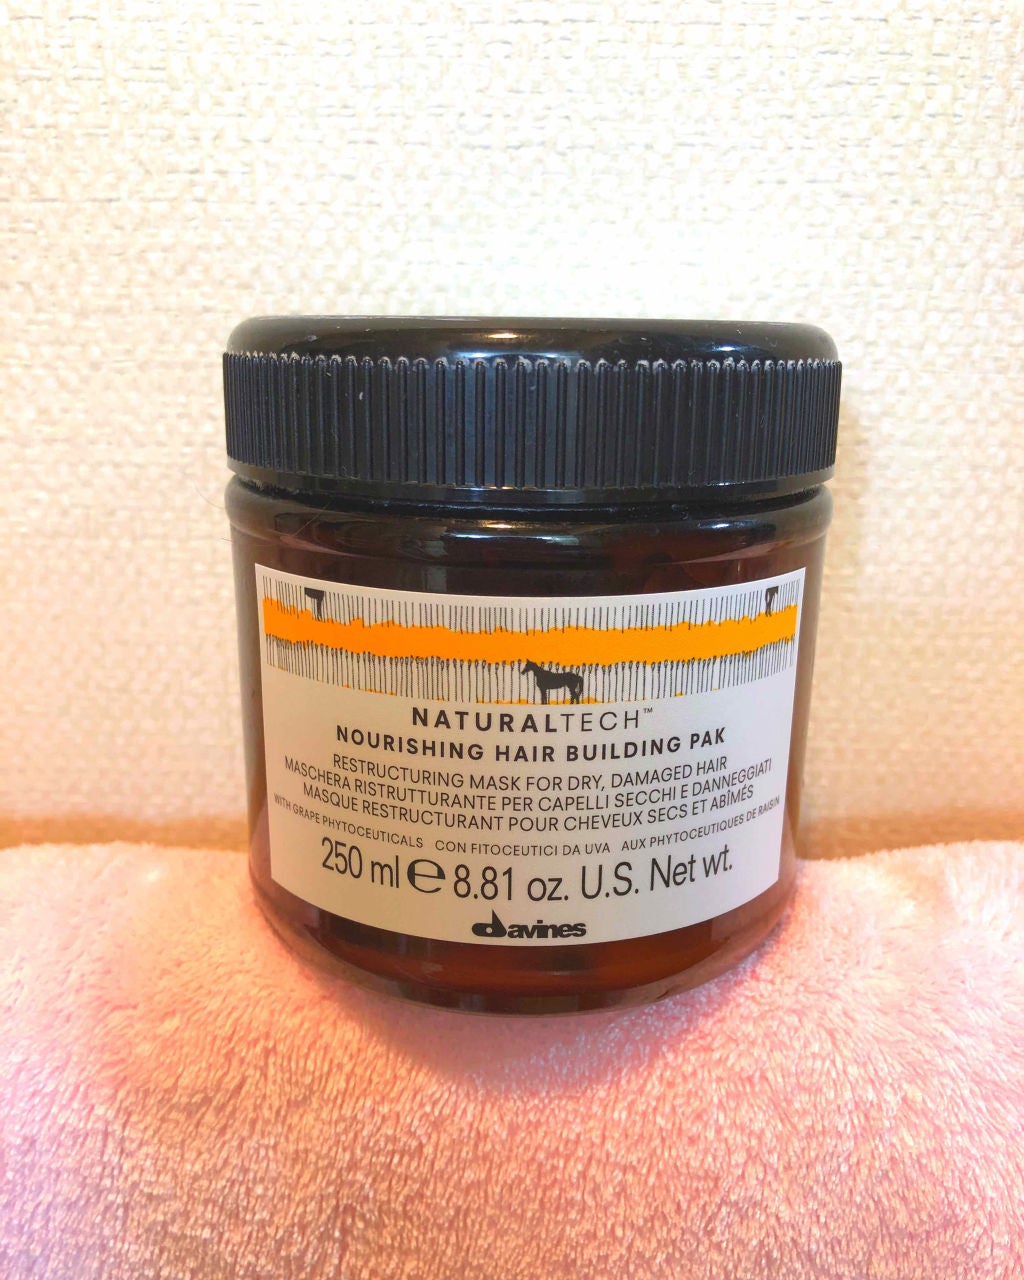 NATURALTECH™
NOURISHING HAIR BUILDING PAK
RESTRUCTURING MASK FOR DRY, DAMAGED HAIR
MASCHERA RISTRUTTURANTE PER CAPELLI SECCHI E DANNEGGIATI
MASQUE RESTRUCTURANT POUR CHEVEUX SECS ET ABÎMÉS
WITH GRAPE PHYTOCEUTICALS CON FITOCEUTICI DA UVA AUX PHYTOCEUTIQUES DE RAISIN
250 ml ℮ 8.81 oz. U.S. Net wt.
davines